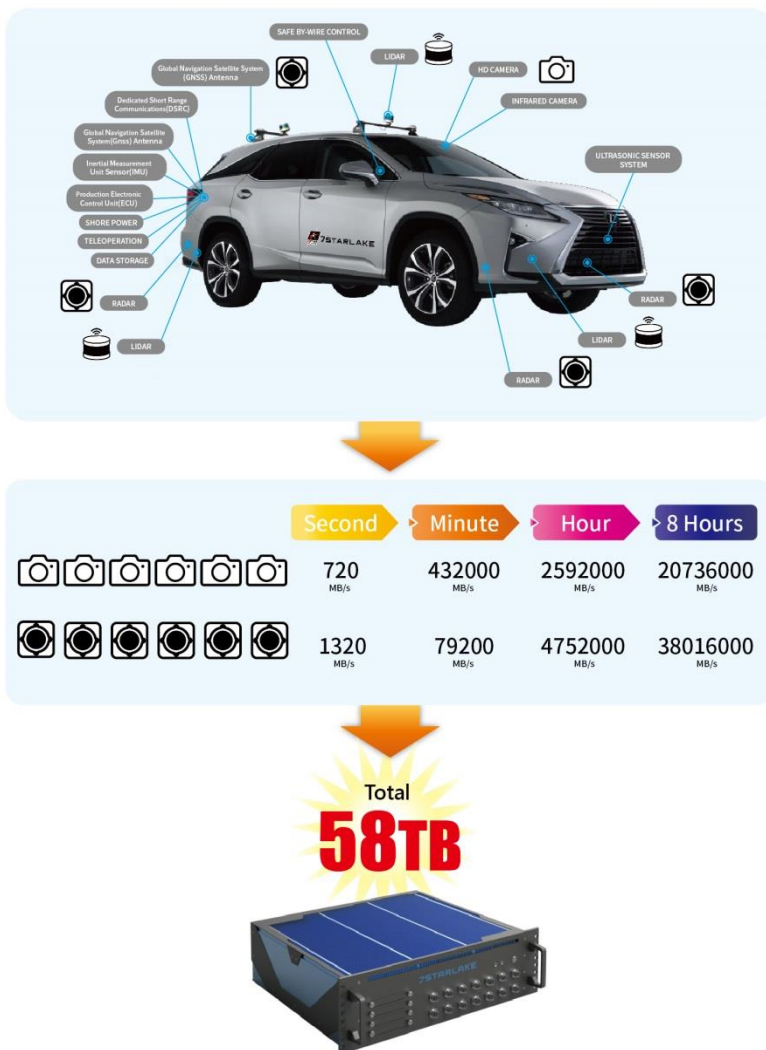 SAFE BY-WIRE CONTROL
LIDAR
Global Navigation Satellite System
(GNSS) Antenna
HD CAMERA
INFRARED CAMERA
Dedicated Short Range
Communications(DSRC)
Global Navigation Satellite
System(Gnss) Antenna
Inertial Measurement
Unit Sensor(IMU)
Production Electronic
Control Unit(ECU)
SHORE POWER
TELEOPERATION
DATA STORAGE
RADAR
LIDAR
ULTRASONIC SENSOR
SYSTEM
7STARLAKE
RADAR
LIDAR
RADAR
Second Minute Hour 8 Hours
720 432000 2592000 20736000
MB/s MB/s MB/s MB/s
1320 79200 4752000 38016000
MB/s MB/s MB/s MB/s
Total
58TB
7STARLAKE